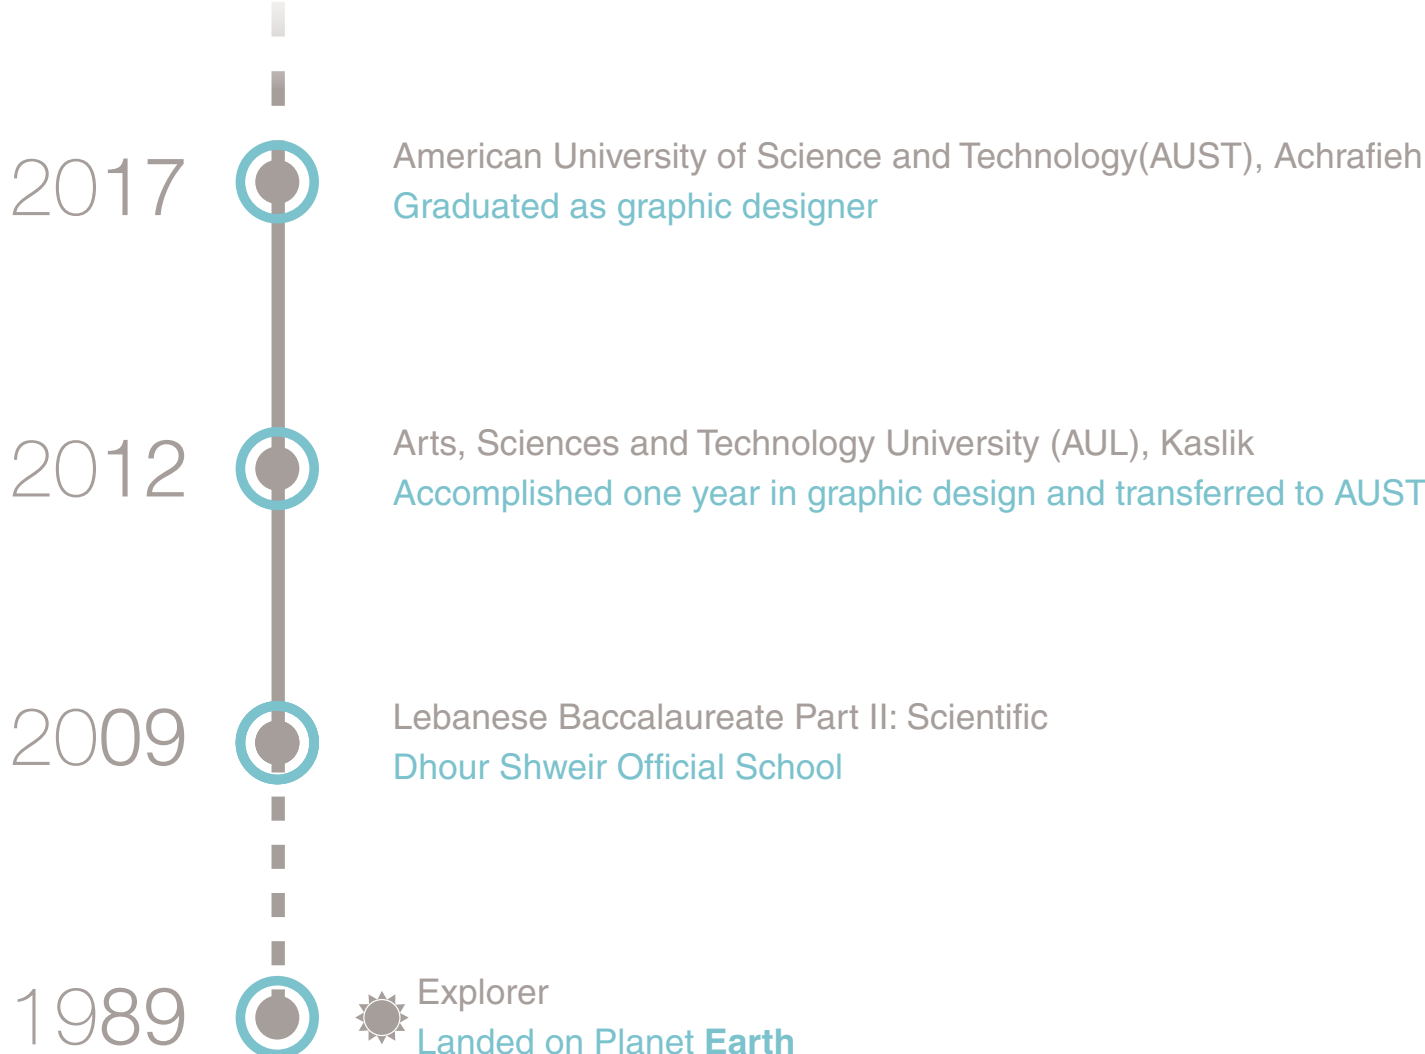 2017
American University of Science and Technology(AUST), Achrafieh
Graduated as graphic designer
2012
Arts, Sciences and Technology University (AUL), Kaslik
Accomplished one year in graphic design and transferred to AUST
2009
Lebanese Baccalaureate Part II: Scientific
Dhour Shweir Official School
1989
Explorer
Landed on Planet Earth